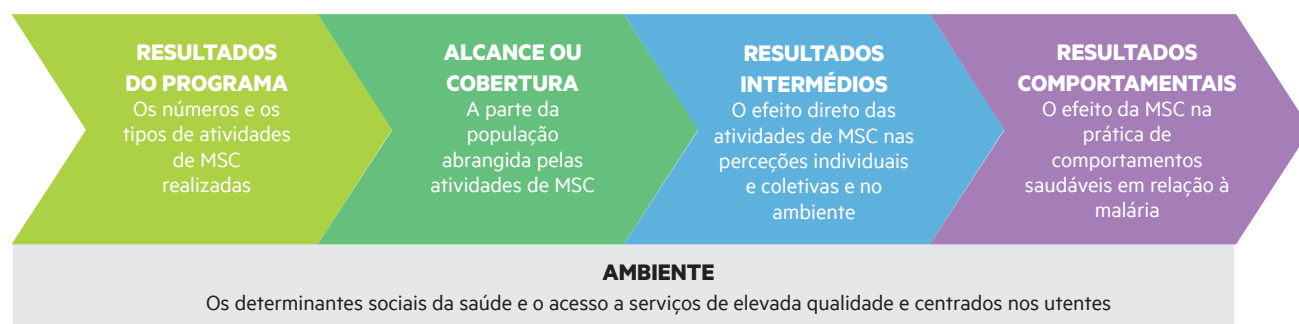 RESULTADOS
DO PROGRAMA
Os números e os
tipos de atividades
de MSC
realizadas
ALCANCE OU
COBERTURA
A parte da
população
abrangida pelas
atividades de MSC
RESULTADOS
INTERMÉDIOS
O efeito direto das
atividades de MSC nas
perceções individuais
e coletivas e no
ambiente
RESULTADOS
COMPORTAMENTAIS
O efeito da MSC na
prática de
comportamentos
saudáveis em relação à
malária
AMBIENTE
Os determinantes sociais da saúde e o acesso a serviços de elevada qualidade e centrados nos utentes